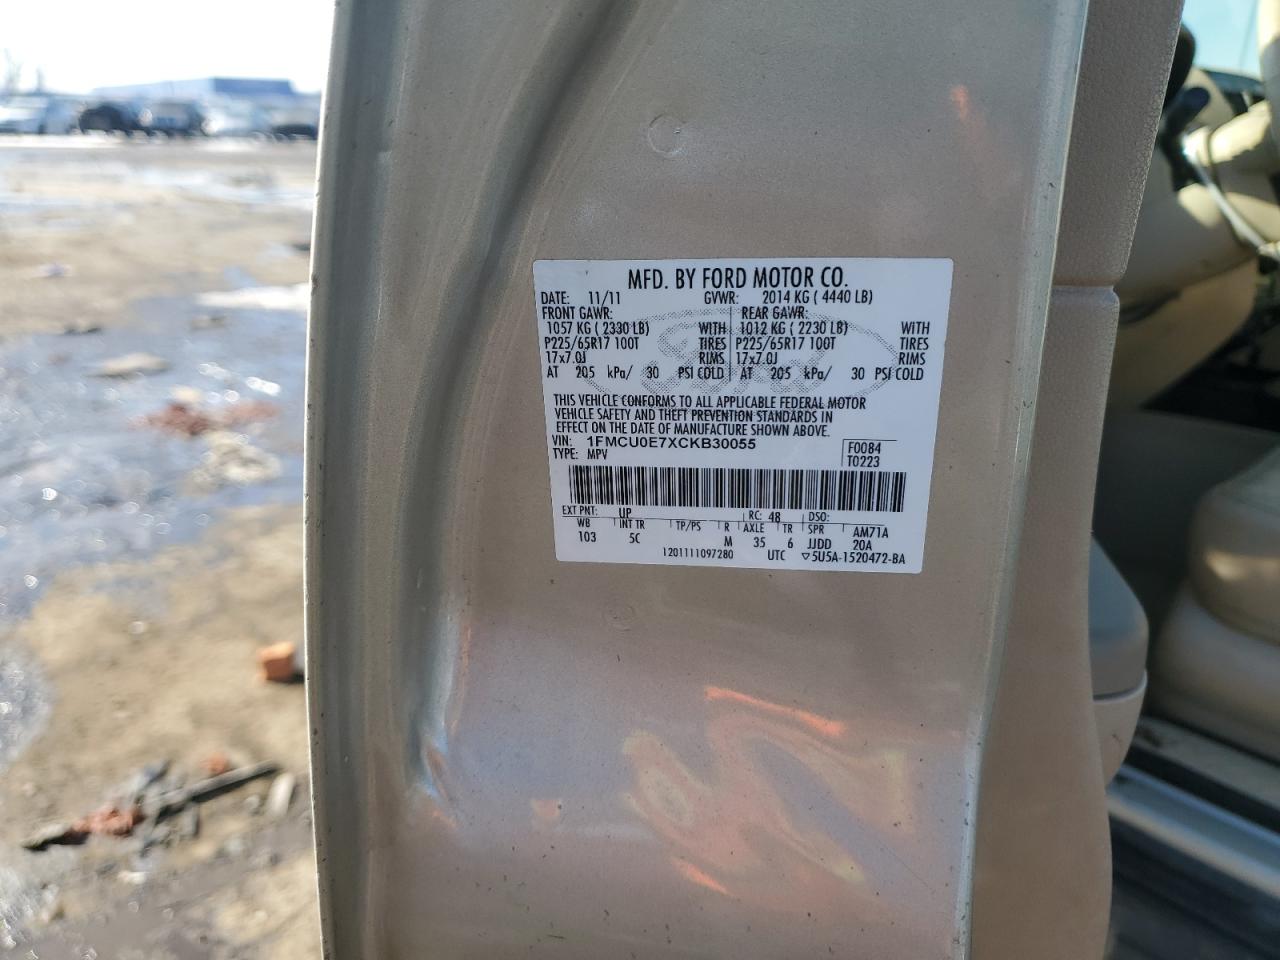 MFD. BY FORD MOTOR CO.
DATE: 11/11 GVWR: 2014 KG ( 4440 LB)
FRONT GAWR: REAR GAWR:
1057 KG ( 2330 LB) WITH 1012 KG ( 2230 LB) WITH
P225/65R17 100T TIRES P225/65R17 100T TIRES
17x7.0J RIMS 17x7.0J RIMS
AT 205 kPa/ 30 PSI COLD AT 205 kPa/ 30 PSI COLD
THIS VEHICLE CONFORMS TO ALL APPLICABLE FEDERAL MOTOR
VEHICLE SAFETY AND THEFT PREVENTION STANDARDS IN
EFFECT ON THE DATE OF MANUFACTURE SHOWN ABOVE.
VIN: 1FMCU0E7XCKB30055 F0084
TYPE: MPV T0223
EXT PNT: UP RC: 48 DSO:
WB INT TR TP/PS R AXLE TR SPR AM71A
103 5C M 35 6 JJDD 20A
1201111097280 UTC ▽5U5A-1520472-BA
Ford